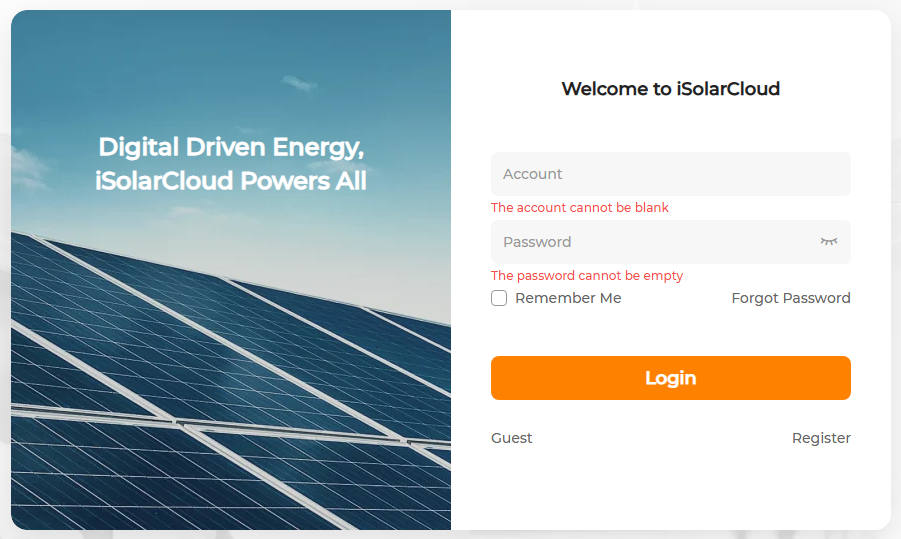 Digital Driven Energy,
iSolarCloud Powers All
Welcome to iSolarCloud
Account
The account cannot be blank
Password
The password cannot be empty
Remember Me
Forgot Password
Login
Guest
Register